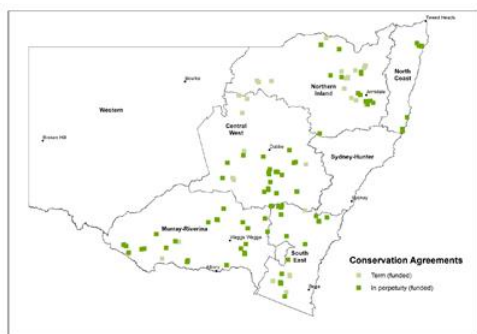 Tweed Heads
Bourke
North
Coast
Northern
Inland
Armidale
Western
Central
West
Broken Hill
Dubbo
Sydney-Hunter
Sydney
Murray-Riverina
Wagga Wagga
South
East
Albury
Bega
Conservation Agreements
Term (funded)
In perpetuity (funded)